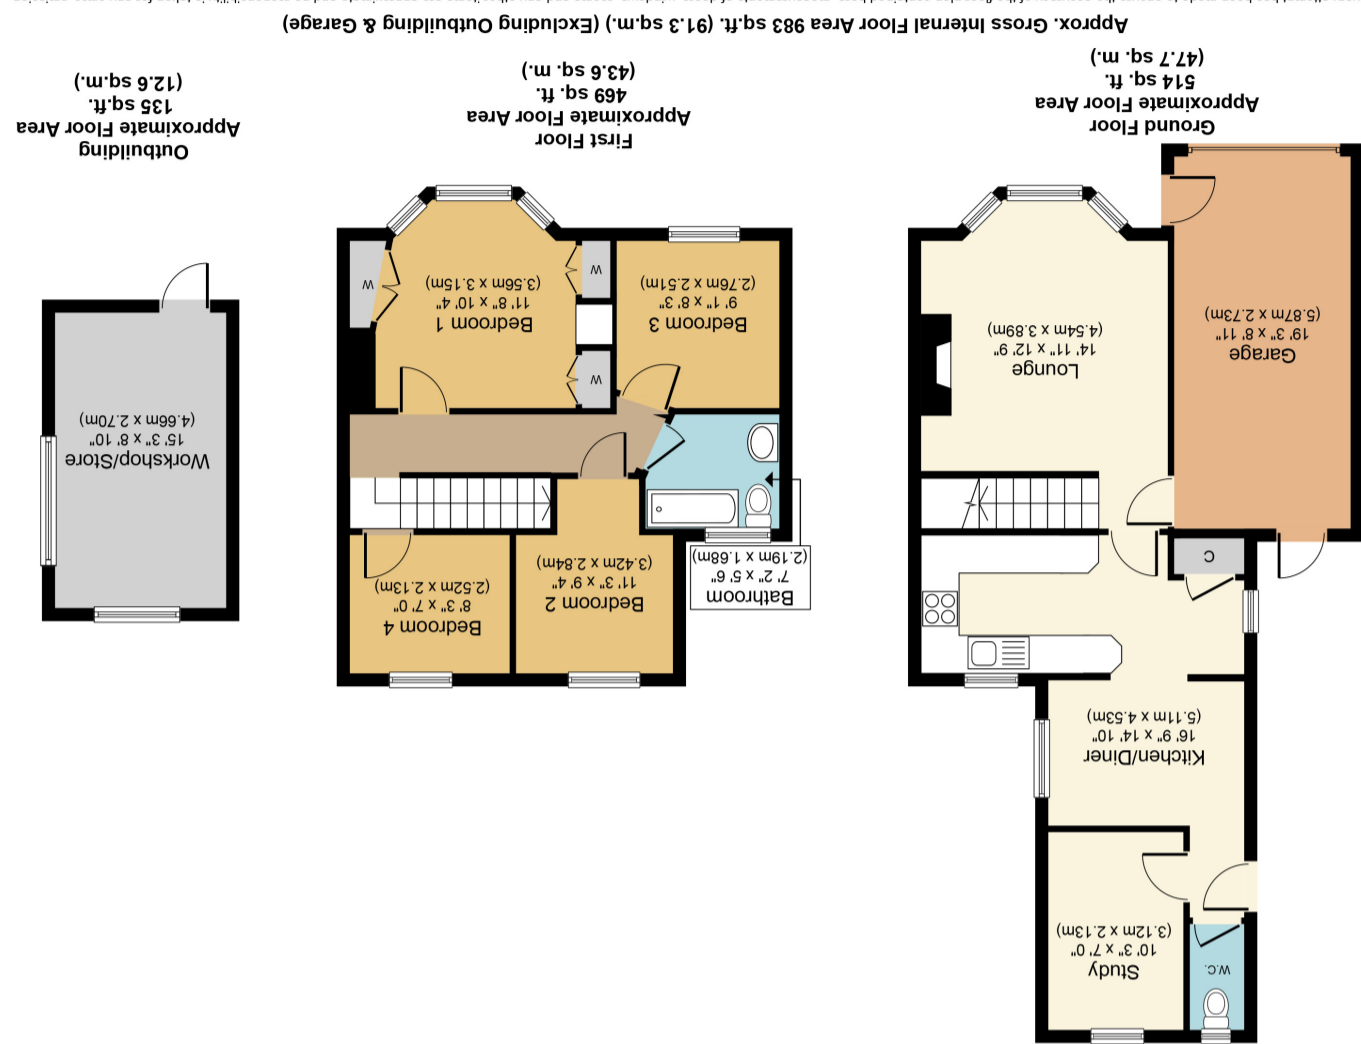 W.C.
Study
10' 3" x 7' 0"
(3.12m x 2.13m)
Kitchen/Diner
16' 9" x 14' 10"
(5.11m x 4.53m)
C
Garage
19' 3" x 8' 11"
(5.87m x 2.73m)
Lounge
14' 11" x 12' 9"
(4.54m x 3.89m)
Ground Floor
Approximate Floor Area
514 sq. ft.
(47.7 sq. m.)
Bathroom
7' 2" x 5' 6"
(2.19m x 1.68m)
Bedroom 2
11' 3" x 9' 4"
(3.42m x 2.84m)
Bedroom 4
8' 3" x 7' 0"
(2.52m x 2.13m)
Bedroom 3
9' 1" x 8' 3"
(2.76m x 2.51m)
W
W
Bedroom 1
11' 8" x 10' 4"
(3.56m x 3.15m)
W
First Floor
Approximate Floor Area
469 sq. ft.
(43.6 sq. m.)
Workshop/Store
15' 3" x 8' 10"
(4.66m x 2.70m)
Outbuilding
Approximate Floor Area
135 sq.ft.
(12.6 sq.m.)
Approx. Gross Internal Floor Area 983 sq.ft. (91.3 sq.m.) (Excluding Outbuilding & Garage)